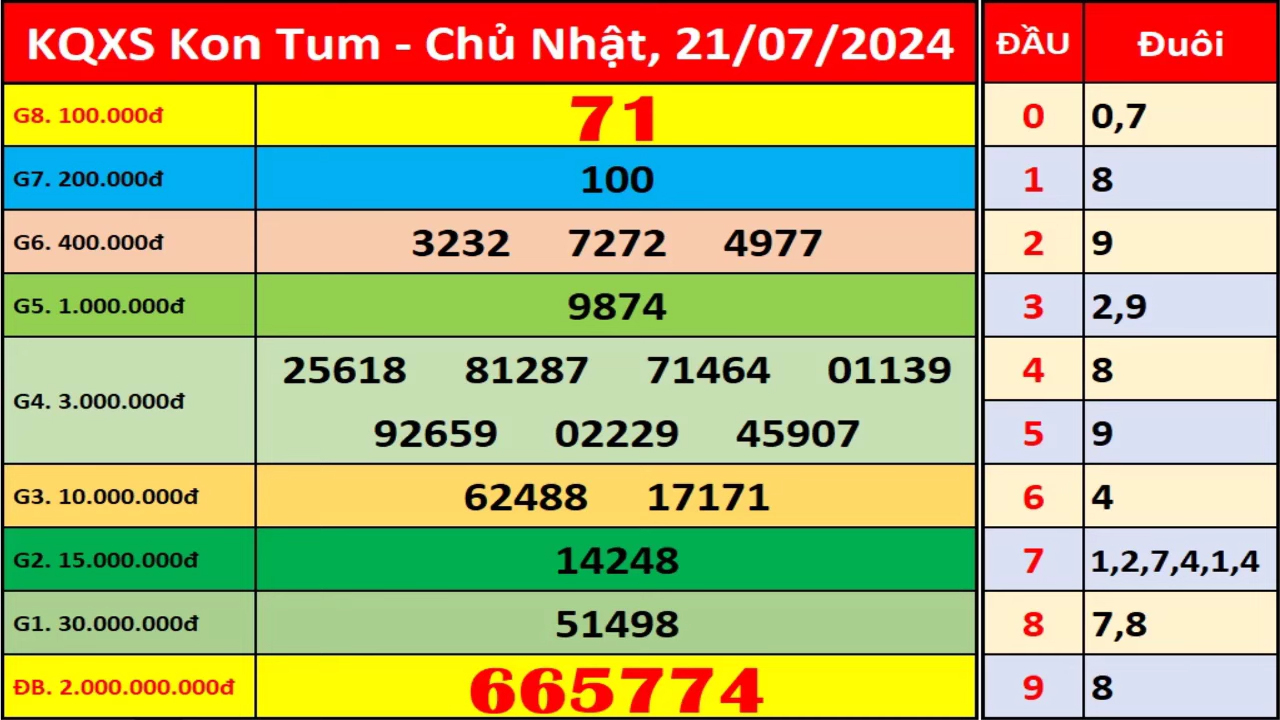 KQXS Kon Tum - Chủ Nhật, 21/07/2024
G8. 100.000đ 71
G7. 200.000đ 100
G6. 400.000đ 3232 7272 4977
G5. 1.000.000đ 9874
G4. 3.000.000đ 25618 81287 71464 01139
92659 02229 45907
G3. 10.000.000đ 62488 17171
G2. 15.000.000đ 14248
G1. 30.000.000đ 51498
ĐB. 2.000.000.000đ 665774
ĐẦU Đuôi
0 0,7
1 8
2 9
3 2,9
4 8
5 9
6 4
7 1,2,7,4,1,4
8 7,8
9 8